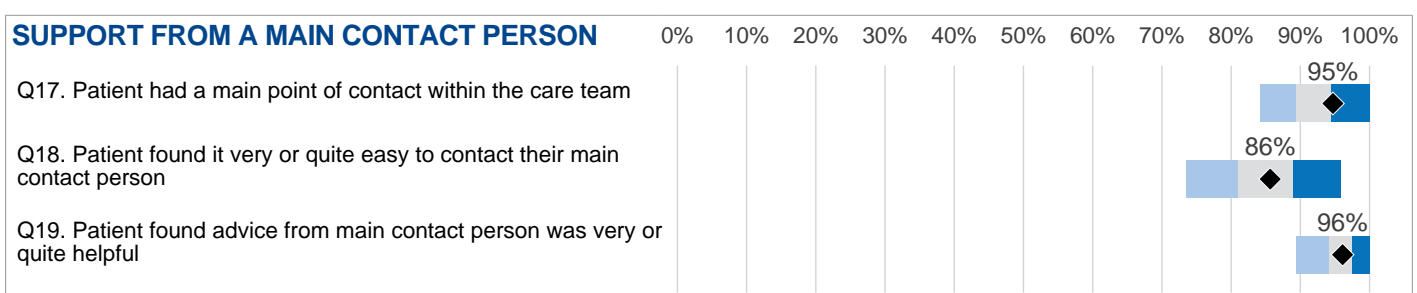 SUPPORT FROM A MAIN CONTACT PERSON 0% 10% 20% 30% 40% 50% 60% 70% 80% 90% 100%
95%
Q17. Patient had a main point of contact within the care team
86%
Q18. Patient found it very or quite easy to contact their main
contact person
96%
Q19. Patient found advice from main contact person was very or
quite helpful